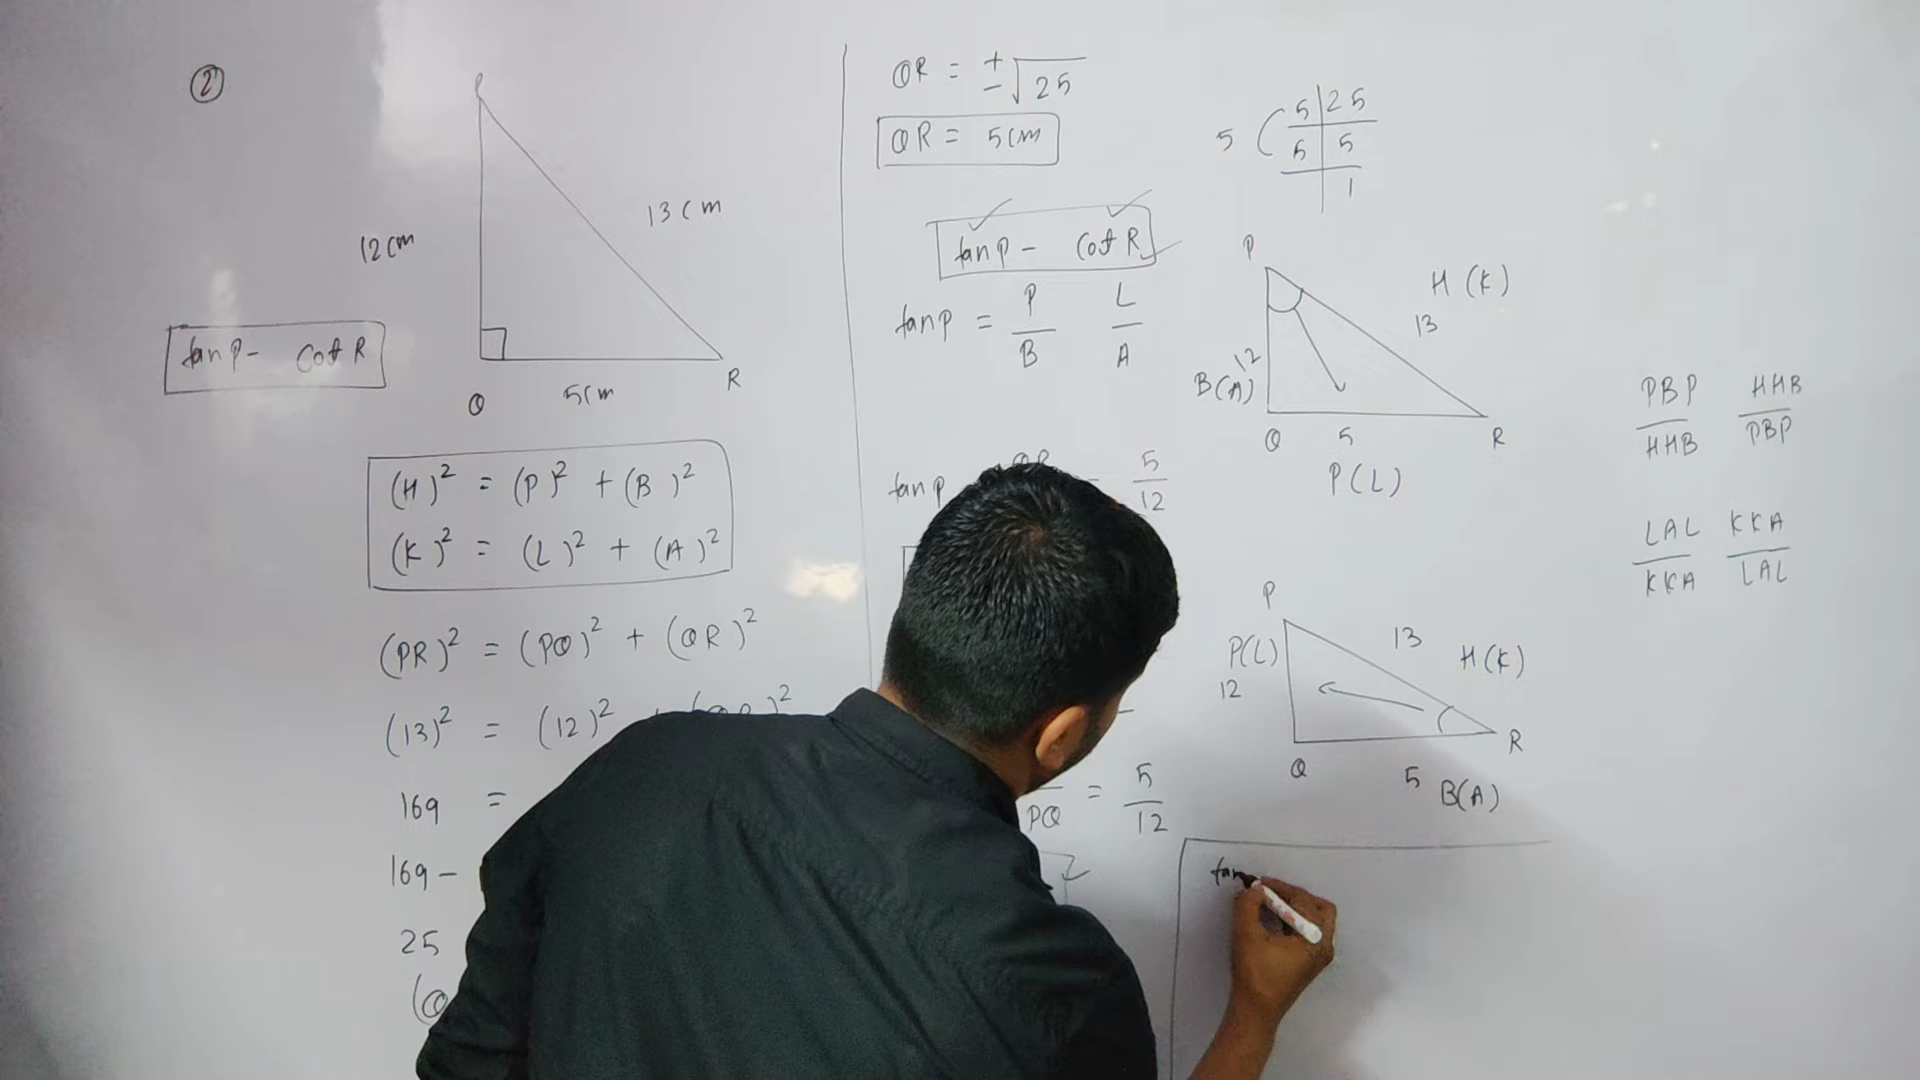 2
P
12 cm
13 cm
tan P - cot R
Q
5 cm
R
(H)² = (P)² + (B)²
(K)² = (L)² + (A)²
(PR)² = (PQ)² + (QR)²
(13)² = (12)²
169 =
169 -
25
QR = ± √25
QR = 5 cm
5 | 25
5 ( 5 | 5
1
tan P - cot R
tan P = P/B L/A
tan P
5/12
PQ = 5/12
P
H (K)
13
12
B(A)
Q 5 R
P (L)
P
P(L)
12
13
H(K)
R
Q
5 B(A)
tan
PBP/HHB HHB/PBP
LAL/KKA KKA/LAL